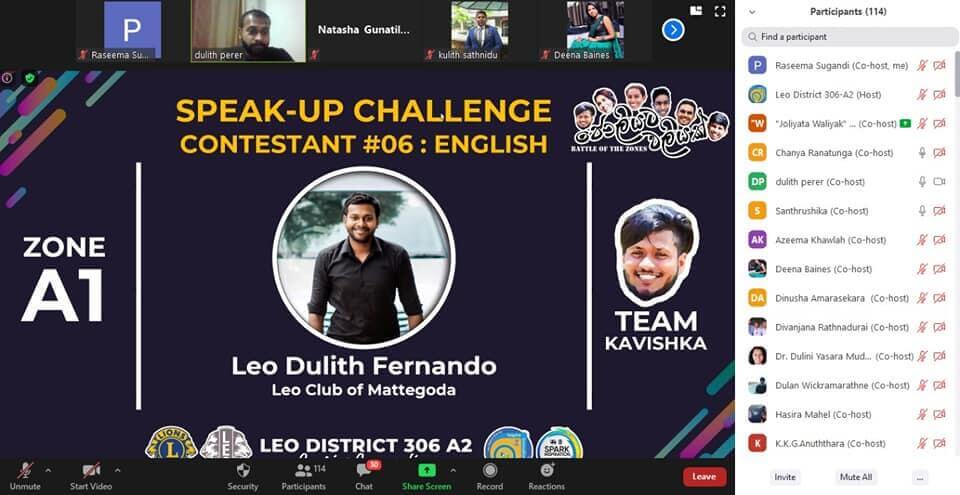 P
Raseema Su...
dulith perer
Natasha Gunatil...
kulith sathnidu
Deena Baines
SPEAK-UP CHALLENGE
CONTESTANT #06 : ENGLISH
BATTLE OF THE ZONES
ZONE
A1
Leo Dulith Fernando
Leo Club of Mattegoda
TEAM
KAVISHKA
LIONS
L
LEO DISTRICT 306 A2
SPARK
Unmute
Start Video
Security
Participants
114
Chat
30
Share Screen
Record
Reactions
Leave
Participants (114)
Find a participant
P Raseema Sugandi (Co-host, me)
Leo District 306-A2 (Host)
"W "Joliyata Waliyak" ... (Co-host)
CR Chanya Ranatunga (Co-host)
DP dulith perer (Co-host)
S Santhrushika (Co-host)
AK Azeema Khawlah (Co-host)
Deena Baines (Co-host)
DA Dinusha Amarasekara (Co-host)
Divanjana Rathnadurai (Co-host)
Dr. Dulini Yasara Mud... (Co-host)
Dulan Wickramarathne (Co-host)
Hasira Mahel (Co-host)
K K.K.G.Anuththara (Co-host)
Invite
Mute All
...